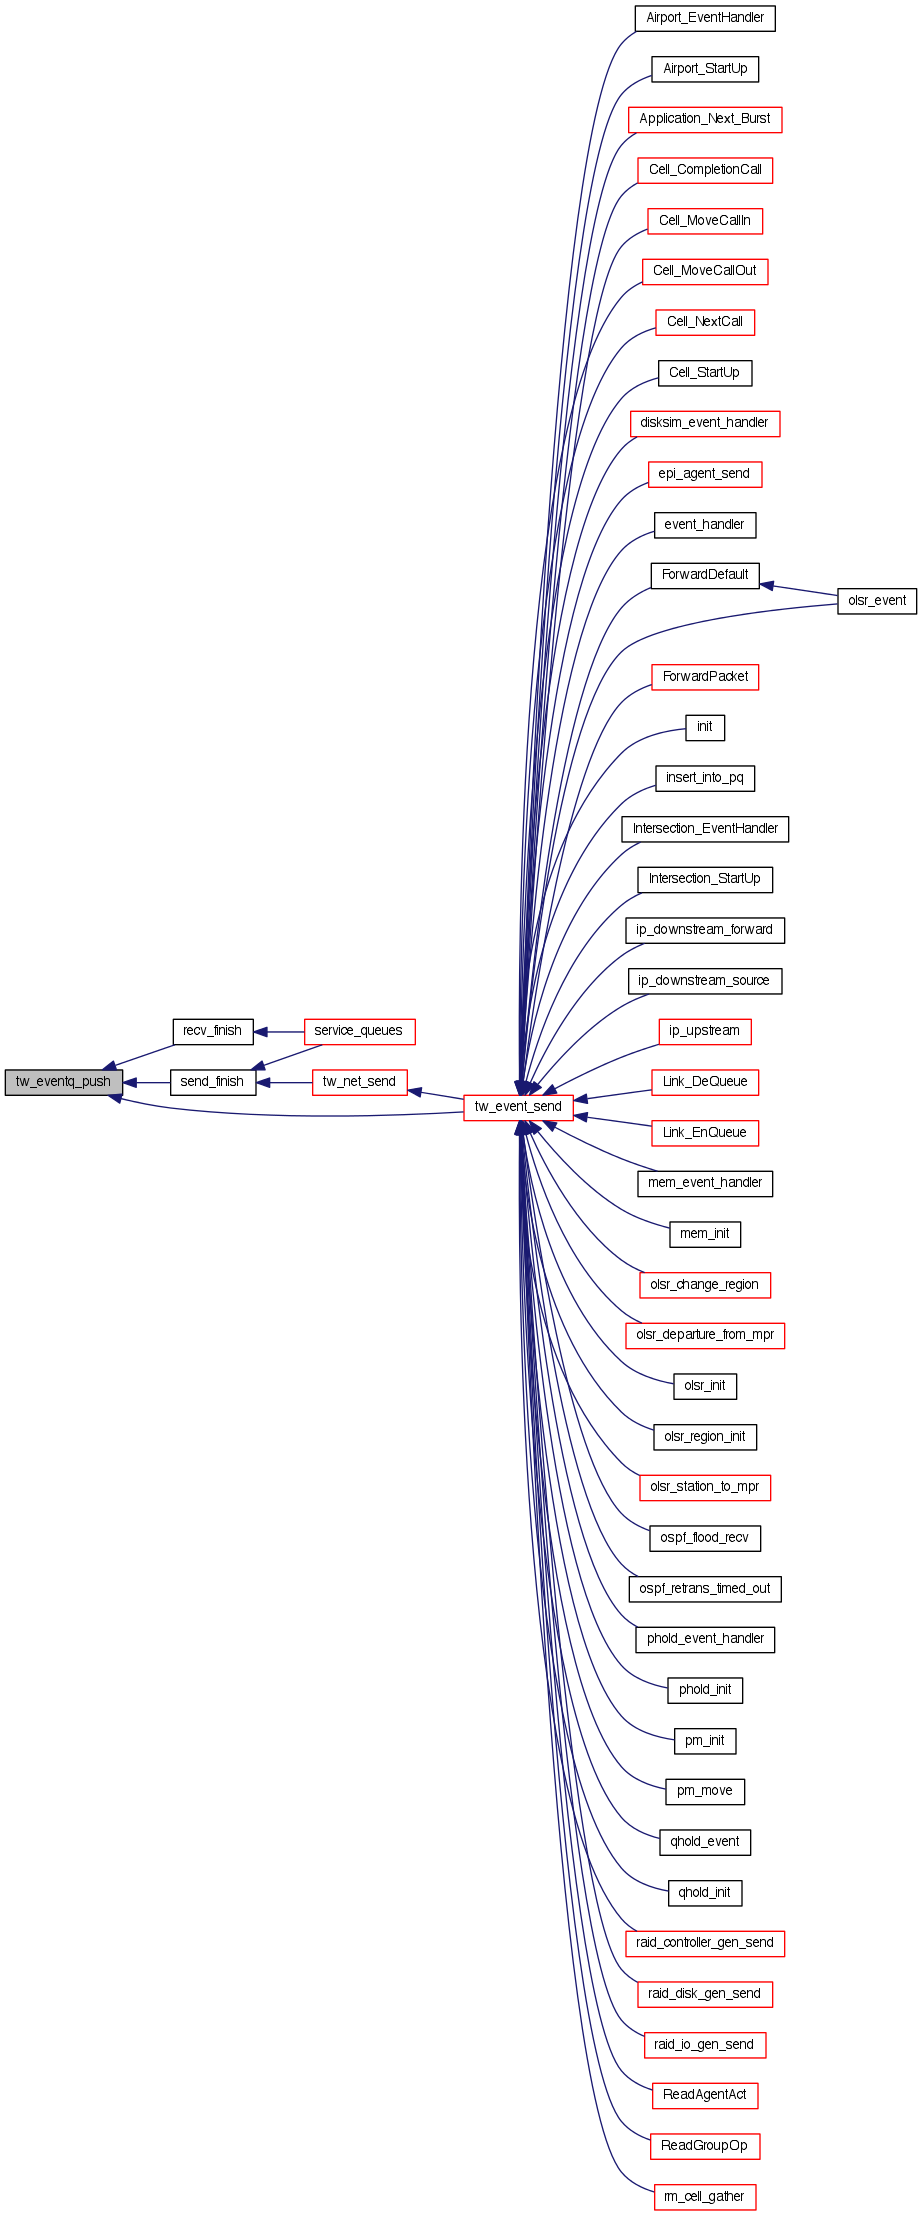 Airport_EventHandler
Airport_StartUp
Application_Next_Burst
Cell_CompletionCall
Cell_MoveCallIn
Cell_MoveCallOut
Cell_NextCall
Cell_StartUp
disksim_event_handler
epi_agent_send
event_handler
ForwardDefault
olsr_event
ForwardPacket
init
insert_into_pq
Intersection_EventHandler
Intersection_StartUp
ip_downstream_forward
ip_downstream_source
recv_finish
service_queues
ip_upstream
tw_eventq_push
send_finish
tw_net_send
Link_DeQueue
tw_event_send
Link_EnQueue
mem_event_handler
mem_init
olsr_change_region
olsr_departure_from_mpr
olsr_init
olsr_region_init
olsr_station_to_mpr
ospf_flood_recv
ospf_retrans_timed_out
phold_event_handler
phold_init
pm_init
pm_move
qhold_event
qhold_init
raid_controller_gen_send
raid_disk_gen_send
raid_io_gen_send
ReadAgentAct
ReadGroupOp
rm_cell_gather